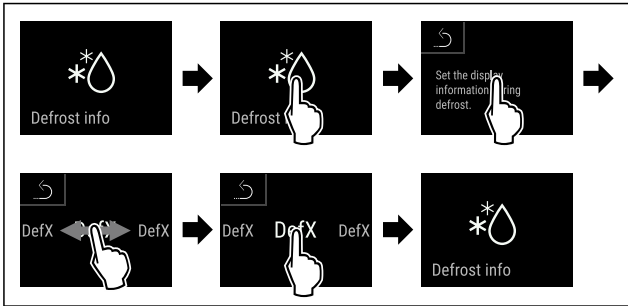 Defrost info
Defrost
Set the display
information
defrost.
DefX DefX
DefX DefX DefX
Defrost info